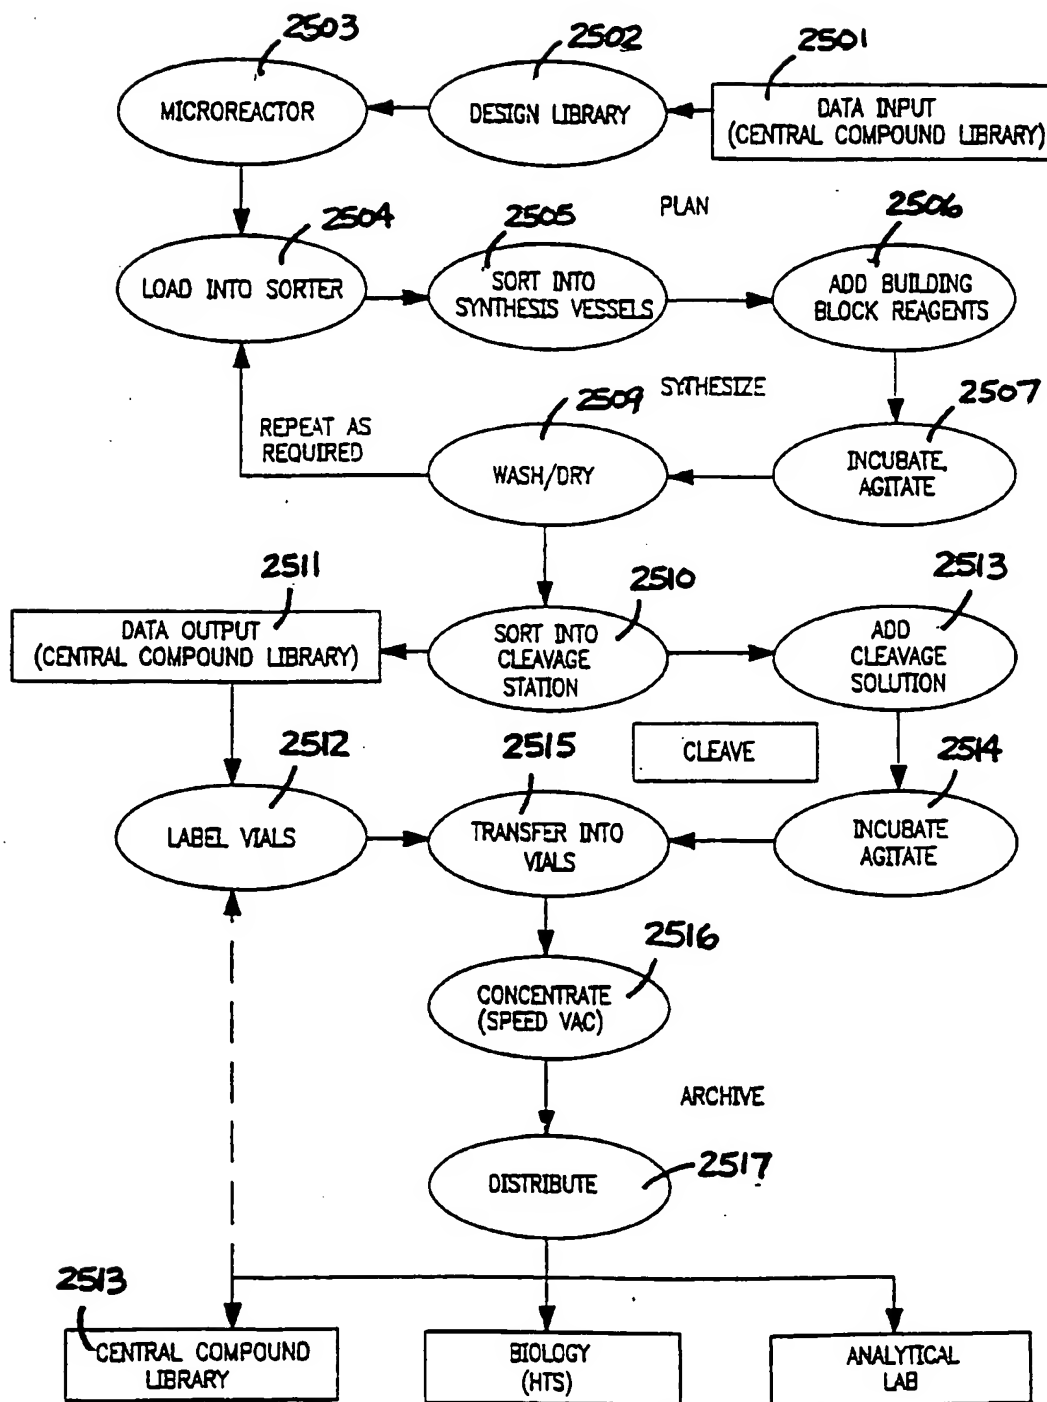 2503
2502
2501
MICROREACTOR
DESIGN LIBRARY
DATA INPUT
(CENTRAL COMPOUND LIBRARY)
PLAN
2504
2505
2506
LOAD INTO SORTER
SORT INTO
SYNTHESIS VESSELS
ADD BUILDING
BLOCK REAGENTS
SYTHESIZE
2509
2507
REPEAT AS
REQUIRED
WASH/DRY
INCUBATE,
AGITATE
2511
2510
2513
DATA OUTPUT
(CENTRAL COMPOUND LIBRARY)
SORT INTO
CLEAVAGE
STATION
ADD
CLEAVAGE
SOLUTION
2512
2515
CLEAVE
2514
LABEL VIALS
TRANSFER INTO
VIALS
INCUBATE
AGITATE
2516
CONCENTRATE
(SPEED VAC)
ARCHIVE
2517
DISTRIBUTE
2513
CENTRAL COMPOUND
LIBRARY
BIOLOGY
(HTS)
ANALYTICAL
LAB